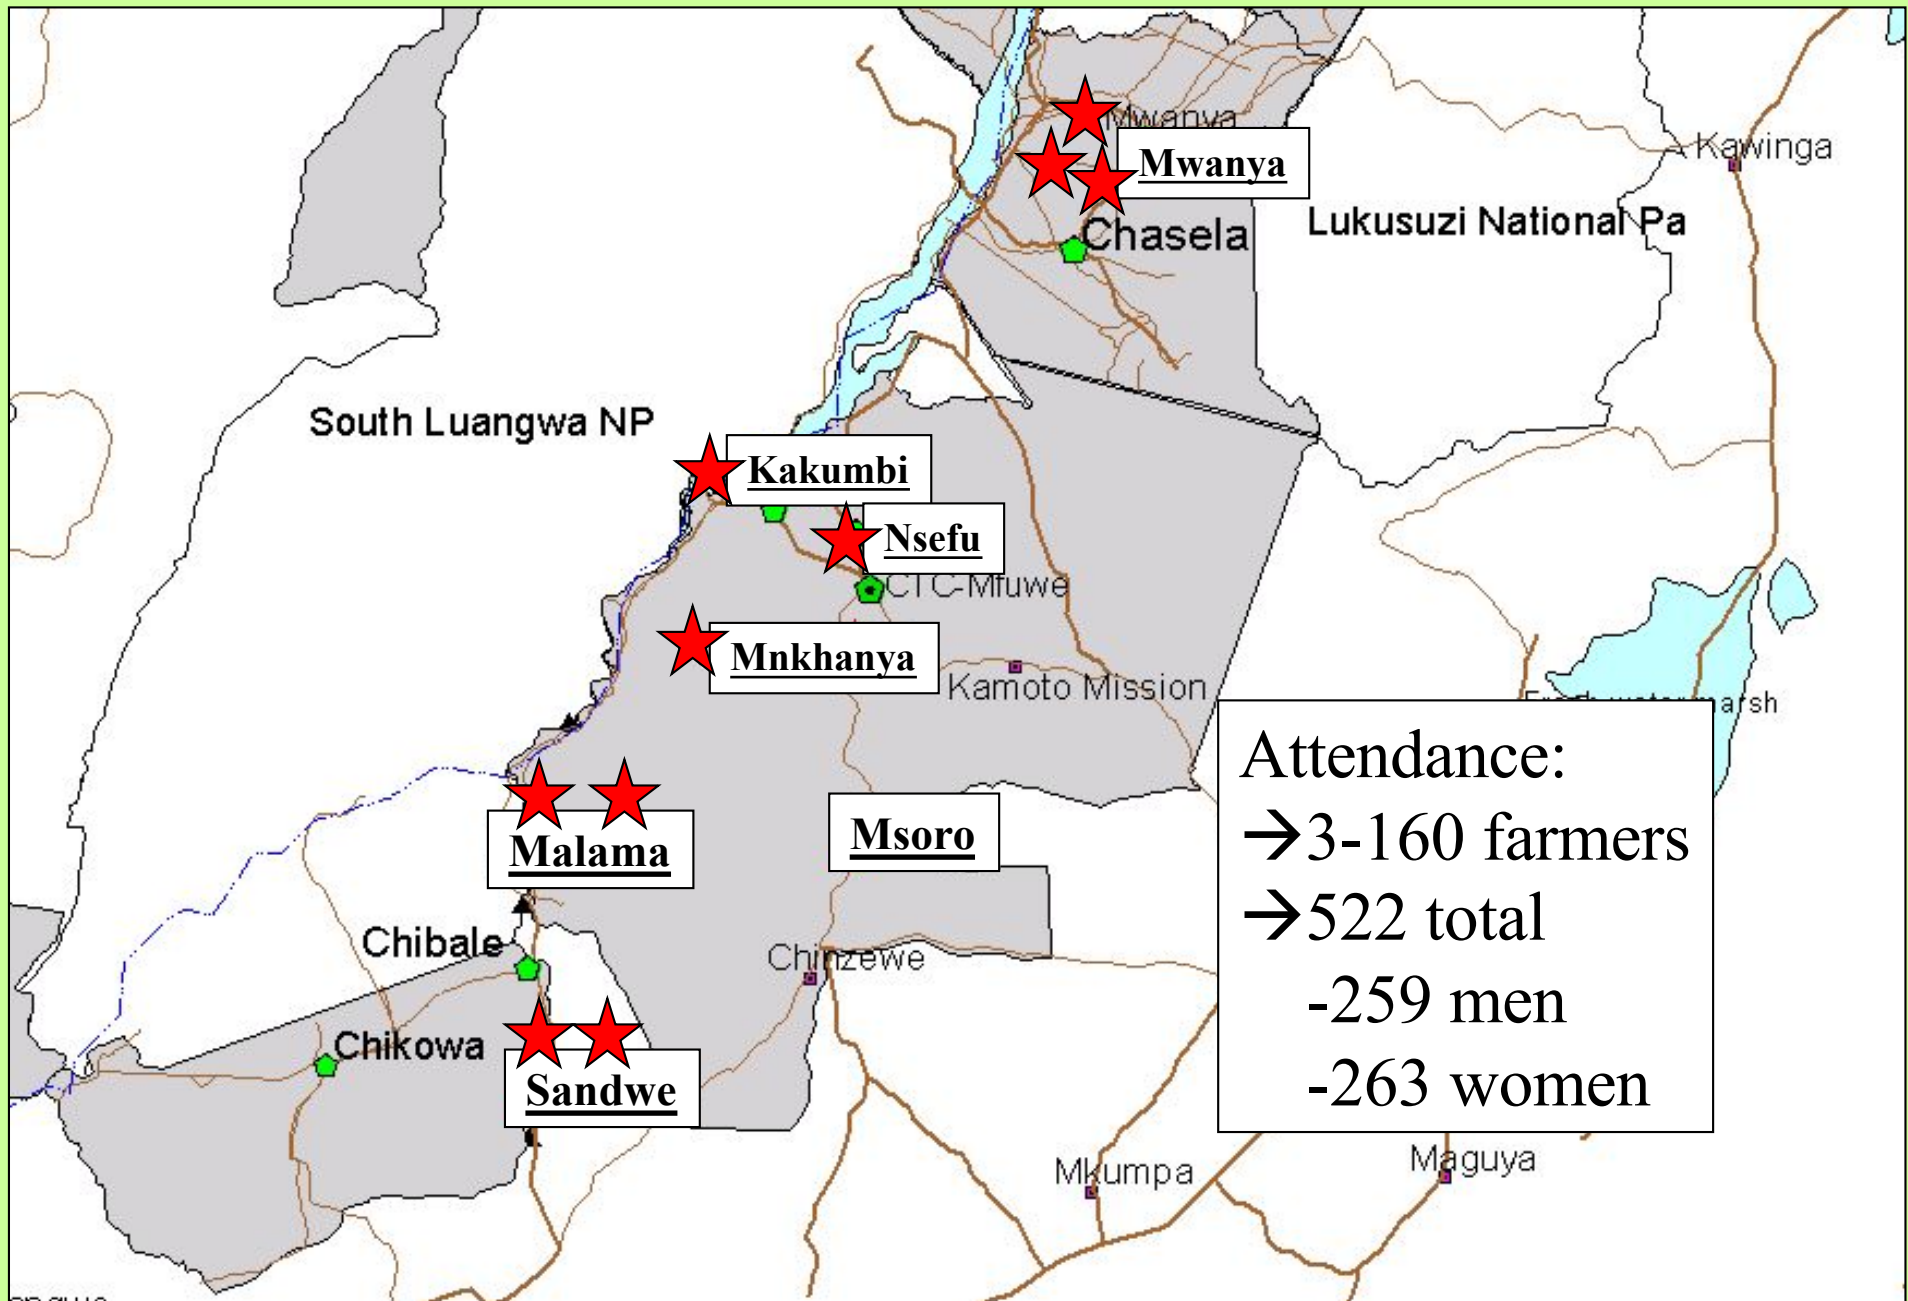 Mwanya
Mwanya
Kawinga
Chasela
Lukusuzi National Pa
South Luangwa NP
Kakumbi
Nsefu
CTC-Mfuwe
Mnkhanya
Kamoto Mission
Attendance:
→3-160 farmers
→522 total
-259 men
-263 women
Malama
Msoro
Chibale
Chinzewe
Chikowa
Sandwe
Mkumpa
Maguya